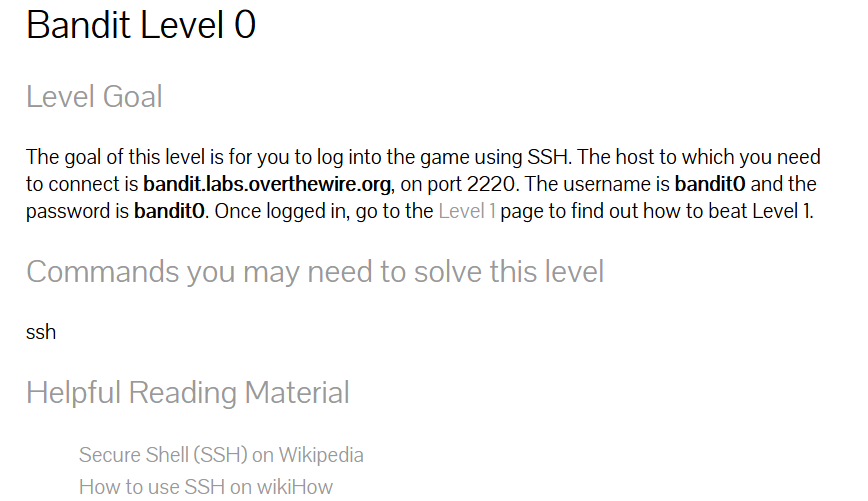 Bandit Level 0
Level Goal
The goal of this level is for you to log into the game using SSH. The host to which you need
to connect is bandit.labs.overthewire.org, on port 2220. The username is bandit0 and the
password is bandit0. Once logged in, go to the Level 1 page to find out how to beat Level 1.
Commands you may need to solve this level
ssh
Helpful Reading Material
Secure Shell (SSH) on Wikipedia
How to use SSH on wikiHow